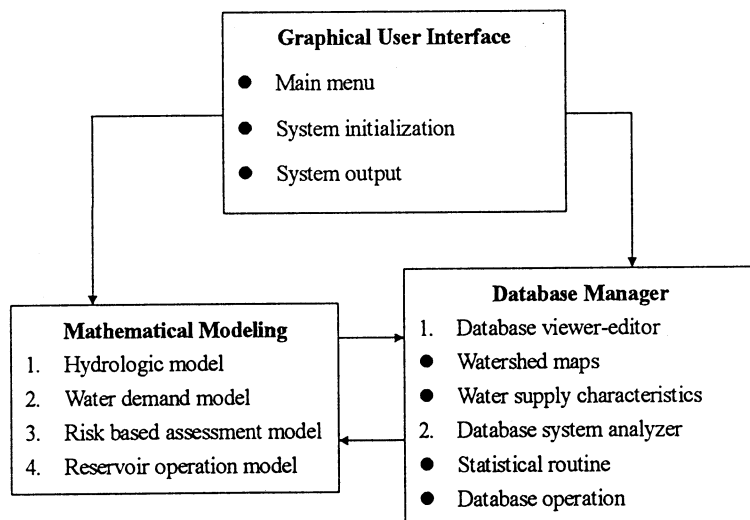 Graphical User Interface
● Main menu
● System initialization
● System output
Mathematical Modeling
1. Hydrologic model
2. Water demand model
3. Risk based assessment model
4. Reservoir operation model
Database Manager
1. Database viewer-editor
● Watershed maps
● Water supply characteristics
2. Database system analyzer
● Statistical routine
● Database operation